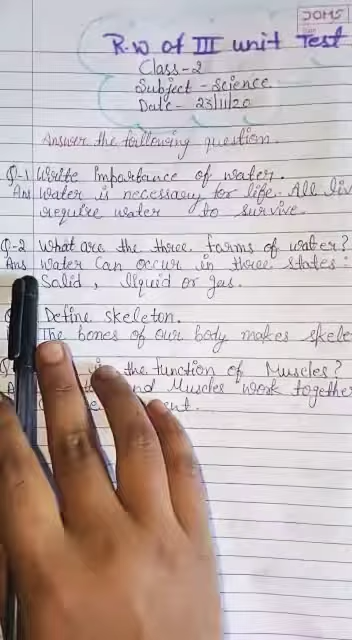 JOMS
R.W of III unit Test
Class-2
Subject - Science
Date - 23/11/20
Answer the following question.
Q-1 Write Importance of water.
Ans Water is necessary for life. All liv
require water to survive
Q-2 What are the three forms of water?
Ans Water Can occur in three states:
Solid, liquid or gas.
Define skeleton.
The bones of our body makes skele
the function of Muscles?
and Muscles work together